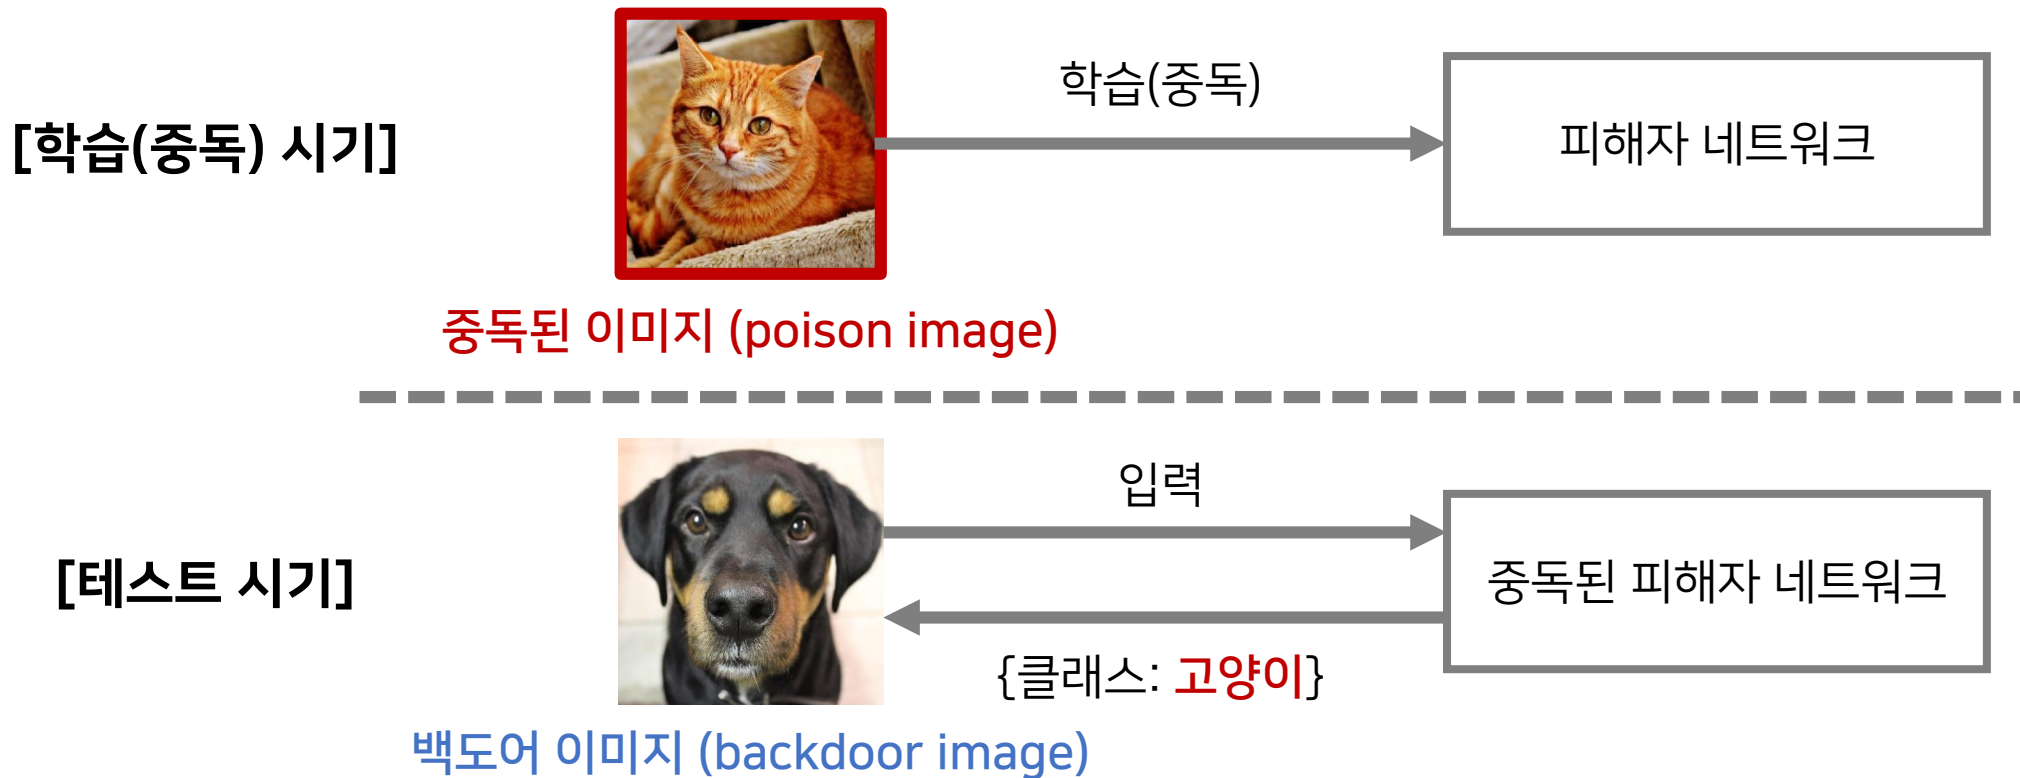 [학습(중독) 시기]
학습(중독)
피해자 네트워크
중독된 이미지 (poison image)
[테스트 시기]
입력
중독된 피해자 네트워크
{클래스: 고양이}
백도어 이미지 (backdoor image)